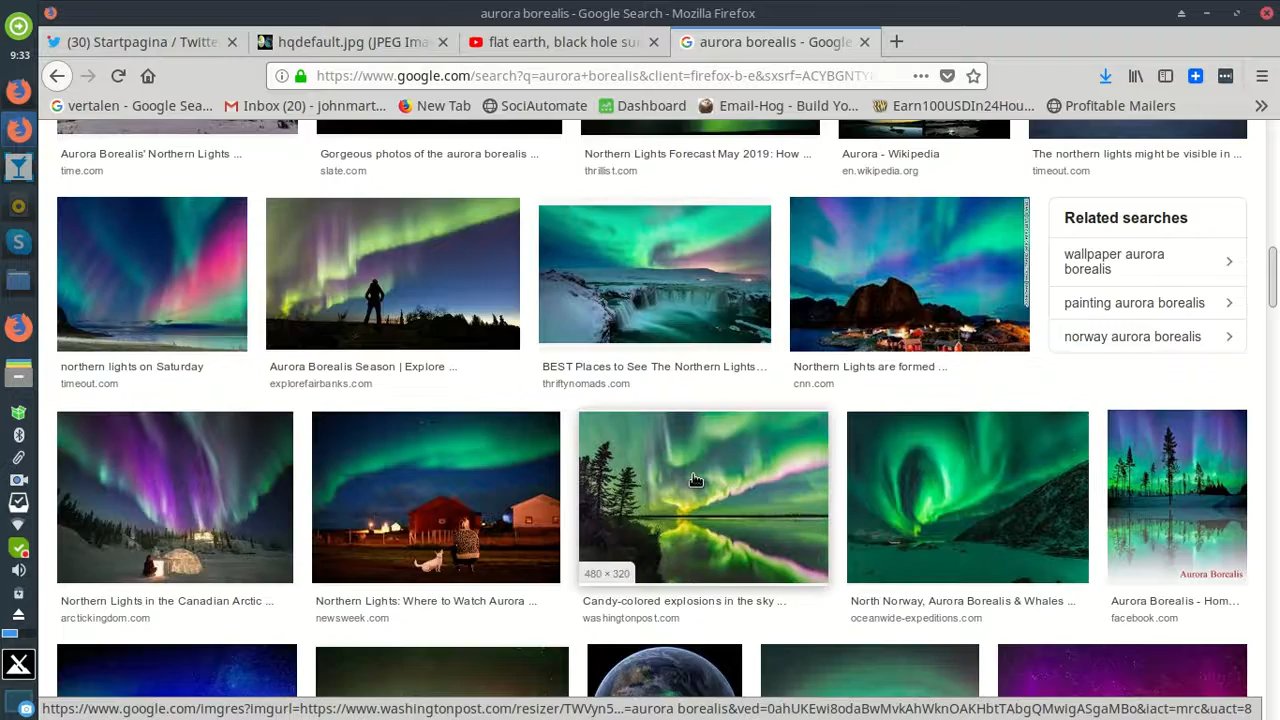 aurora borealis - Google Search - Mozilla Firefox
9:33
(30) Startpagina / Twitte
hqdefault.jpg (JPEG Ima
flat earth, black hole su
aurora borealis - Google
https://www.google.com/search?q=aurora+borealis&client=firefox-b-e&sxsrf=ACYBGNTY
vertalen - Google Sea...
Inbox (20) - johnmart...
New Tab
SociAutomate
Dashboard
Email-Hog - Build Yo...
Earn100USDIn24Hou...
Profitable Mailers
Aurora Borealis' Northern Lights ...
time.com
Gorgeous photos of the aurora borealis ...
slate.com
Northern Lights Forecast May 2019: How ...
thrillist.com
Aurora - Wikipedia
en.wikipedia.org
The northern lights might be visible in ...
timeout.com
northern lights on Saturday
timeout.com
Aurora Borealis Season | Explore ...
explorefairbanks.com
BEST Places to See The Northern Lights...
thriftynomads.com
Northern Lights are formed ...
cnn.com
Related searches
wallpaper aurora
borealis
painting aurora borealis
norway aurora borealis
480 × 320
Aurora Borealis
Northern Lights in the Canadian Arctic ...
arctickingdom.com
Northern Lights: Where to Watch Aurora ...
newsweek.com
Candy-colored explosions in the sky ...
washingtonpost.com
North Norway, Aurora Borealis & Whales ...
oceanwide-expeditions.com
Aurora Borealis - Hom...
facebook.com
https://www.google.com/imgres?imgurl=https://www.washingtonpost.com/resizer/TWVyn5...=aurora borealis&ved=0ahUKEwi8odaBwMvkAhWknOAKHbtTAbgQMwigASgaMBo&iact=mrc&uact=8